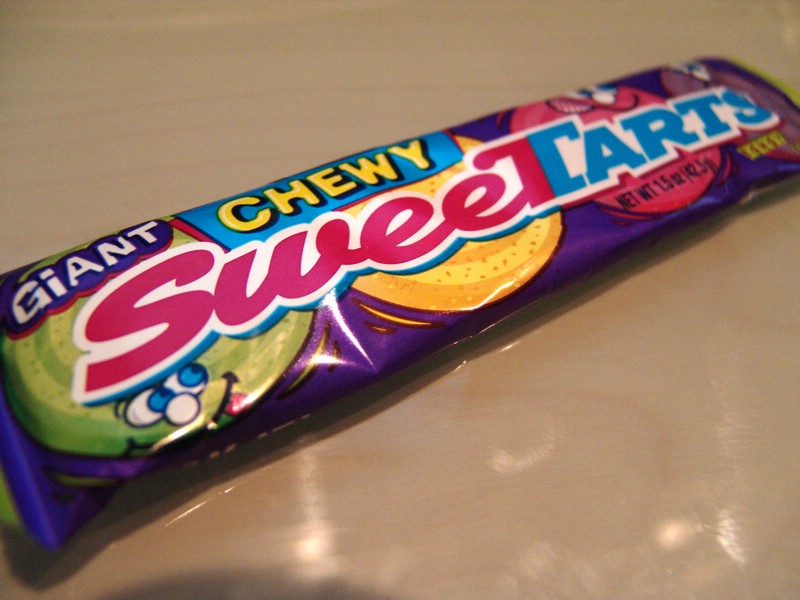 GiANT
CHEWY
SweeTARTS
NET WT 1.5 oz (42.5g)